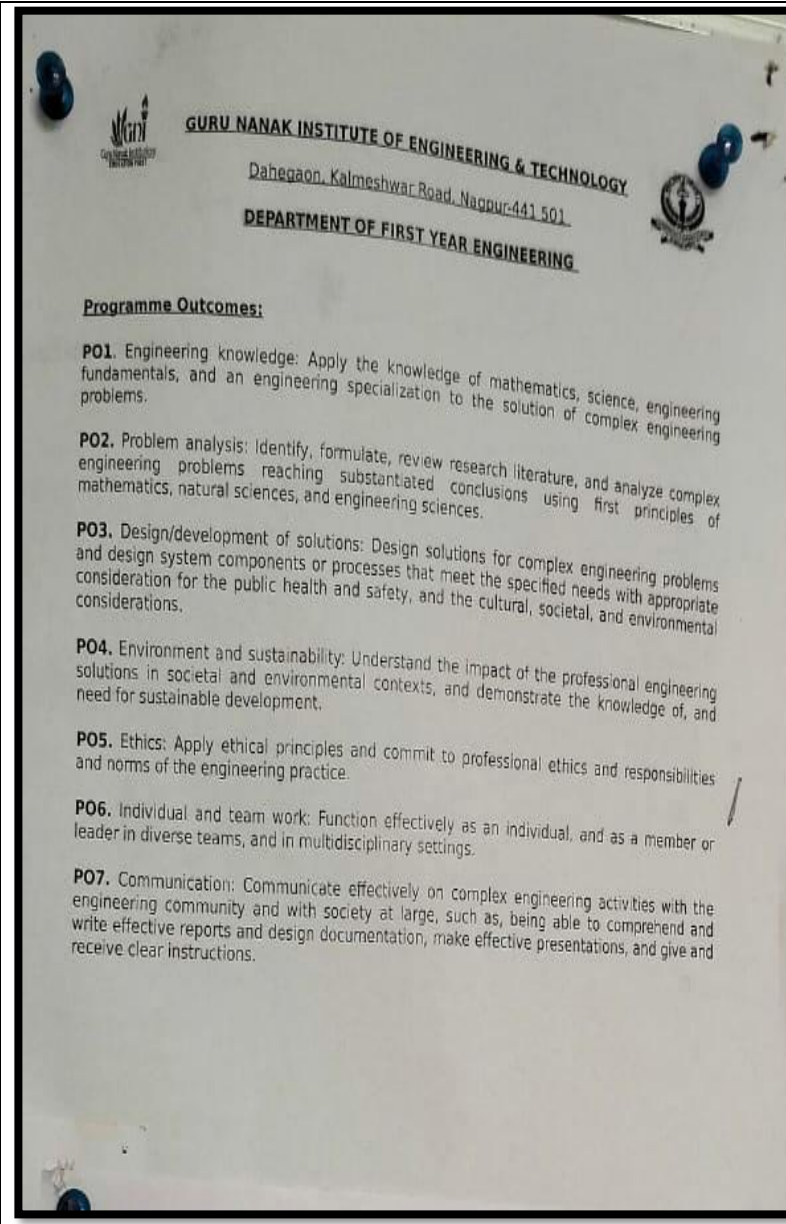 GNI
GURU NANAK INSTITUTE OF ENGINEERING & TECHNOLOGY
Dahegaon, Kalmeshwar Road, Nagpur-441 501
DEPARTMENT OF FIRST YEAR ENGINEERING
Programme Outcomes:
PO1. Engineering knowledge: Apply the knowledge of mathematics, science, engineering
fundamentals, and an engineering specialization to the solution of complex engineering
problems.
PO2. Problem analysis: Identify, formulate, review research literature, and analyze complex
engineering problems reaching substantiated conclusions using first principles of
mathematics, natural sciences, and engineering sciences.
PO3. Design/development of solutions: Design solutions for complex engineering problems
and design system components or processes that meet the specified needs with appropriate
consideration for the public health and safety, and the cultural, societal, and environmental
considerations.
PO4. Environment and sustainability: Understand the impact of the professional engineering
solutions in societal and environmental contexts, and demonstrate the knowledge of, and
need for sustainable development.
PO5. Ethics: Apply ethical principles and commit to professional ethics and responsibilities
and norms of the engineering practice.
PO6. Individual and team work: Function effectively as an individual, and as a member or
leader in diverse teams, and in multidisciplinary settings.
PO7. Communication: Communicate effectively on complex engineering activities with the
engineering community and with society at large, such as, being able to comprehend and
write effective reports and design documentation, make effective presentations, and give and
receive clear instructions.